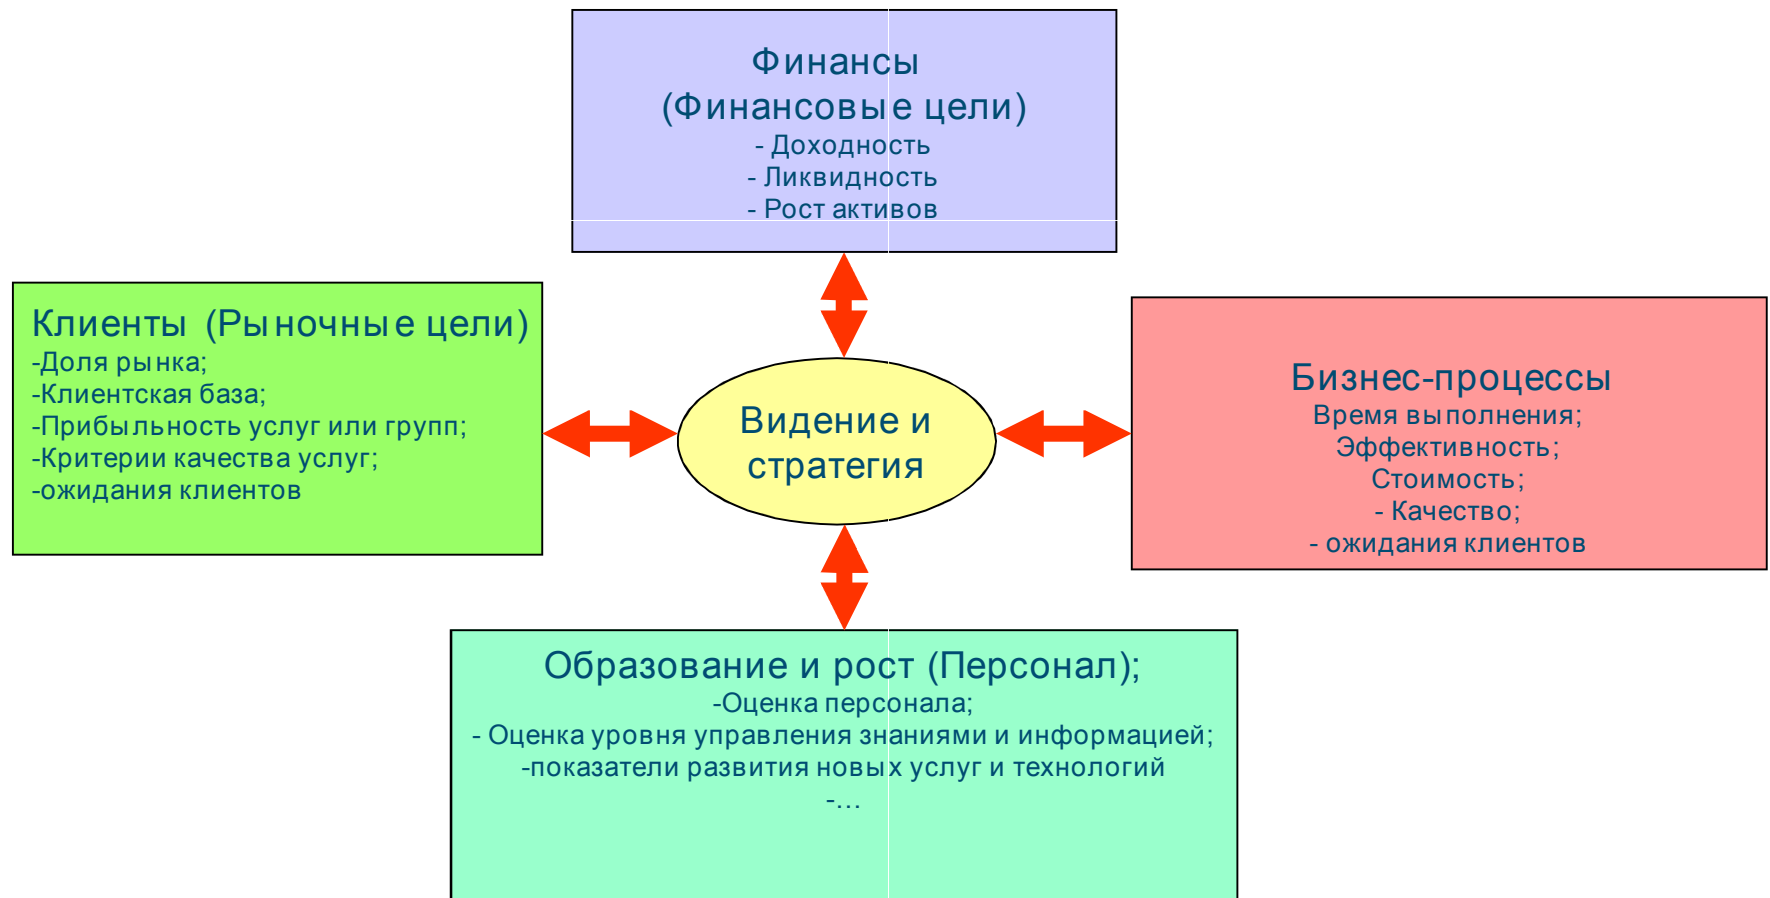 Финансы
(Финансовые цели)
- Доходность
- Ликвидность
- Рост активов
Клиенты (Рыночные цели)
-Доля рынка;
-Клиентская база;
-Прибыльность услуг или групп;
-Критерии качества услуг;
-ожидания клиентов
Видение и
стратегия
Бизнес-процессы
Время выполнения;
Эффективность;
Стоимость;
- Качество;
- ожидания клиентов
Образование и рост (Персонал);
-Оценка персонала;
- Оценка уровня управления знаниями и информацией;
-показатели развития новых услуг и технологий
-…